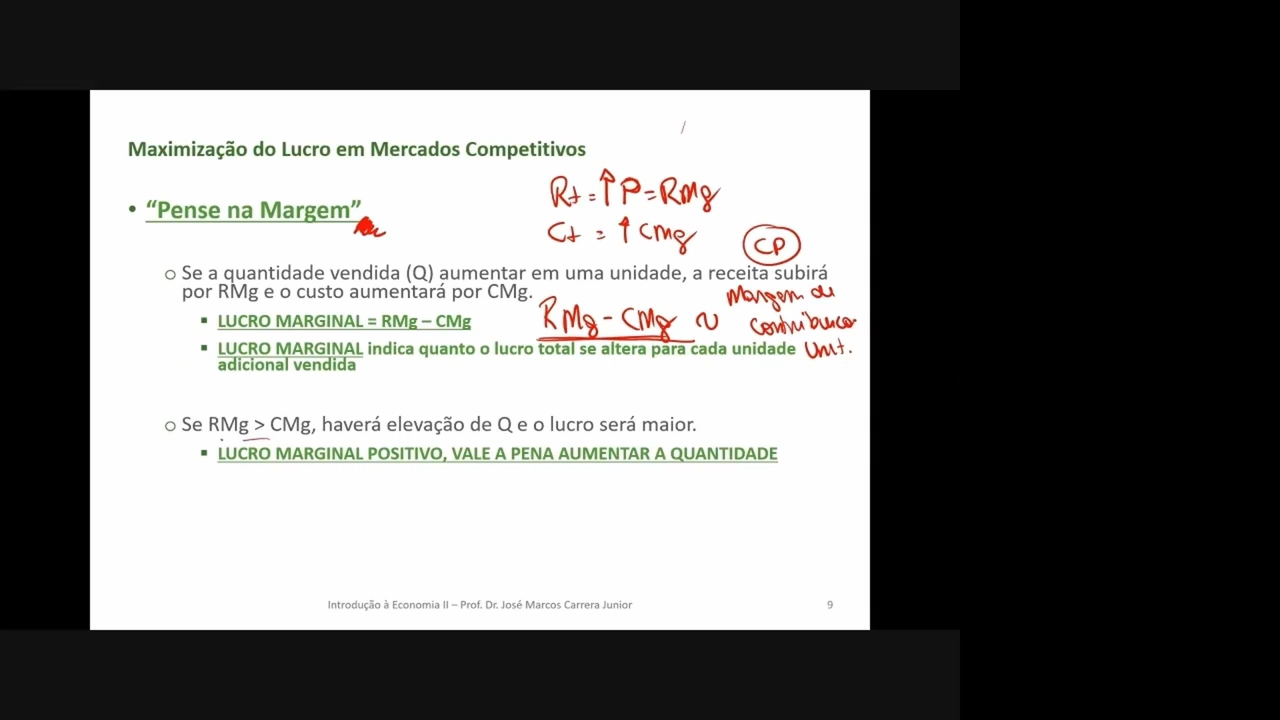 Maximização do Lucro em Mercados Competitivos
Rt = ↑ P = RMg
• "Pense na Margem"
Ct = ↑ CMg
CP
Se a quantidade vendida (Q) aumentar em uma unidade, a receita subirá
por RMg e o custo aumentará por CMg.
Margem de
LUCRO MARGINAL = RMg – CMg
RMg - CMg ~
Unit.
LUCRO MARGINAL indica quanto o lucro total se altera para cada unidade
adicional vendida
Se RMg > CMg, haverá elevação de Q e o lucro será maior.
LUCRO MARGINAL POSITIVO, VALE A PENA AUMENTAR A QUANTIDADE
Introdução à Economia II – Prof. Dr. José Marcos Carrera Junior
9